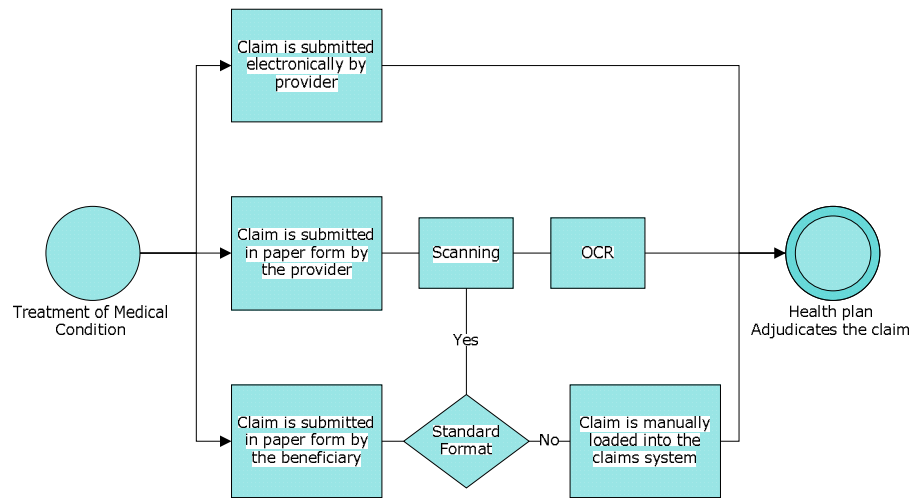 Claim is submitted
electronically by
provider
Claim is submitted
in paper form by
the provider
Scanning
OCR
Treatment of Medical
Condition
Health plan
Adjudicates the claim
Yes
Claim is submitted
in paper form by
the beneficiary
Standard
Format
No
Claim is manually
loaded into the
claims system